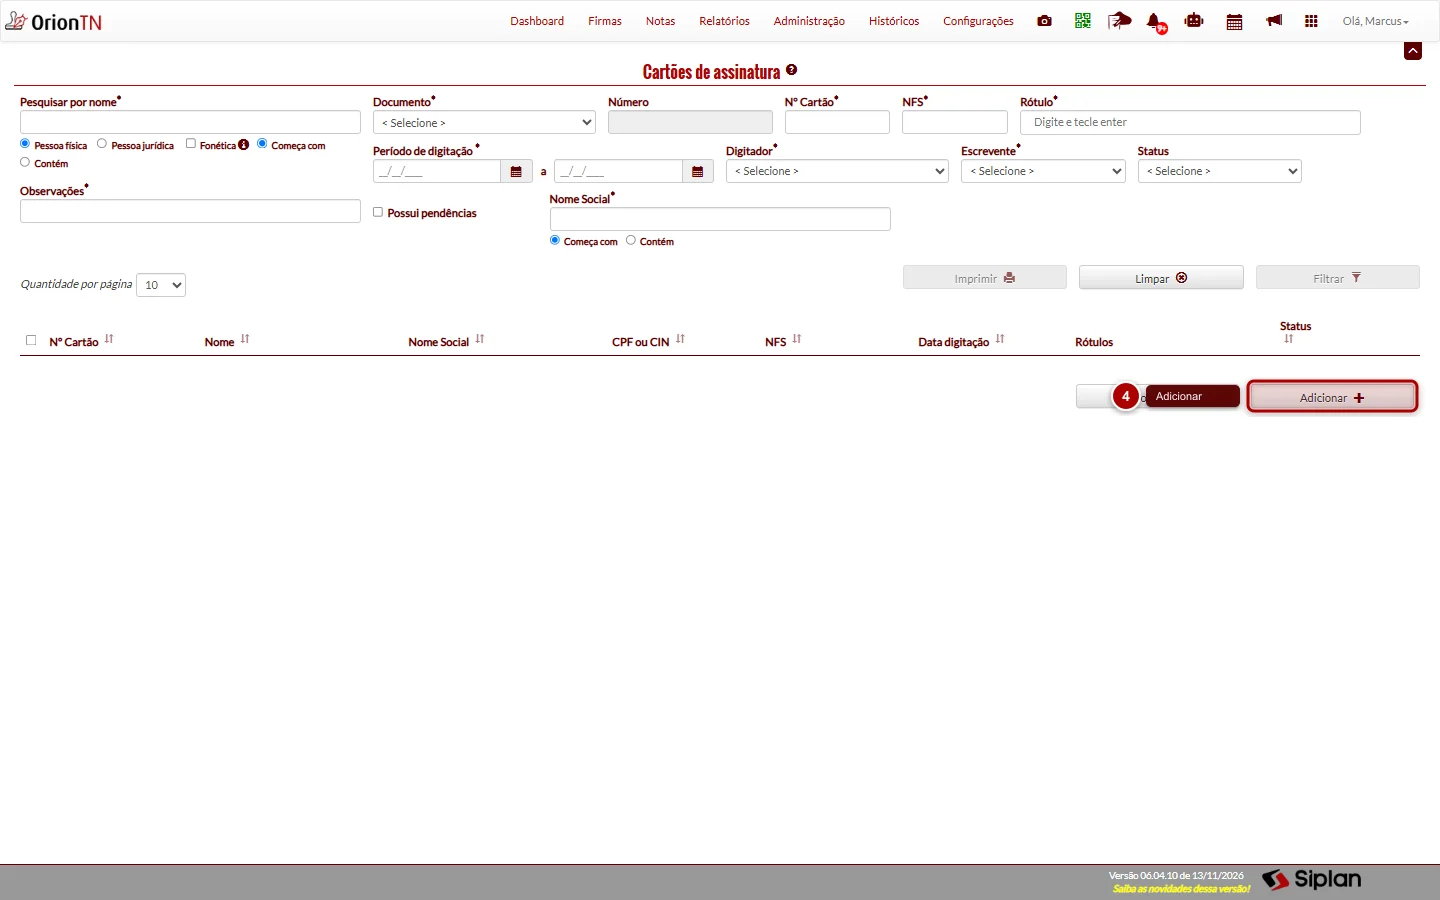 OrionTN
Dashboard Firmas Notas Relatórios Administração Históricos Configurações 9+ Olá, Marcus
Cartões de assinatura ?
Pesquisar por nome* Documento* Número Nº Cartão* NFS* Rótulo*
< Selecione > Digite e tecle enter
Pessoa física Pessoa jurídica Fonética Começa com
Contém
Período de digitação * Digitador* Escrevente* Status
__/__/____ a __/__/____ < Selecione > < Selecione > < Selecione >
Observações* Possui pendências Nome Social*
Começa com Contém
Quantidade por página 10 Imprimir Limpar Filtrar
Nº Cartão Nome Nome Social CPF ou CIN NFS Data digitação Rótulos Status
4 Adicionar Adicionar +
Versão 06.04.10 de 13/11/2026
Saiba as novidades dessa versão!
Siplan